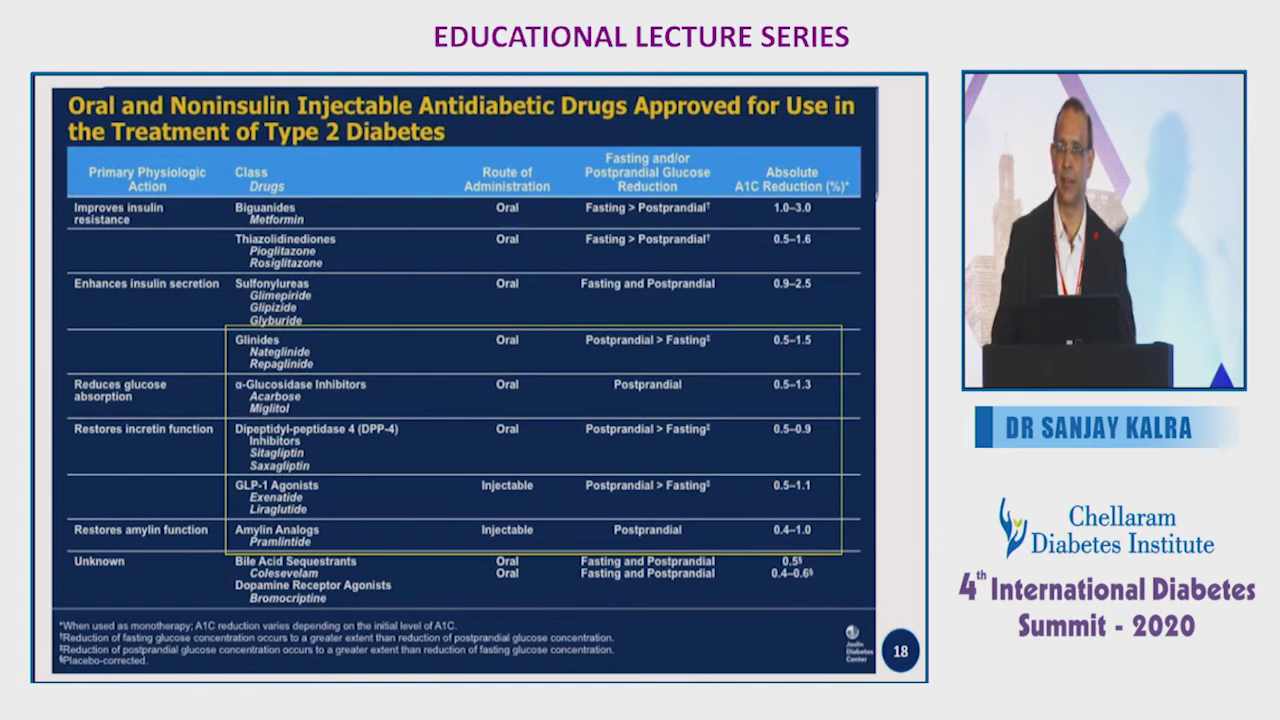 EDUCATIONAL LECTURE SERIES
Oral and Noninsulin Injectable Antidiabetic Drugs Approved for Use in
the Treatment of Type 2 Diabetes
Primary Physiologic
Action
Class
Drugs
Route of
Administration
Fasting and/or
Postprandial Glucose
Reduction
Absolute
A1C Reduction (%)*
Improves insulin
resistance
Biguanides
Metformin
Oral
Fasting > Postprandial†
1.0–3.0
Thiazolidinediones
Pioglitazone
Rosiglitazone
Oral
Fasting > Postprandial†
0.5–1.6
Enhances insulin secretion
Sulfonylureas
Glimepiride
Glipizide
Glyburide
Oral
Fasting and Postprandial
0.9–2.5
Glinides
Nateglinide
Repaglinide
Oral
Postprandial > Fasting‡
0.5–1.5
Reduces glucose
absorption
α-Glucosidase Inhibitors
Acarbose
Miglitol
Oral
Postprandial
0.5–1.3
Restores incretin function
Dipeptidyl-peptidase 4 (DPP-4)
Inhibitors
Sitagliptin
Saxagliptin
Oral
Postprandial > Fasting‡
0.5–0.9
GLP-1 Agonists
Exenatide
Liraglutide
Injectable
Postprandial > Fasting‡
0.5–1.1
Restores amylin function
Amylin Analogs
Pramlintide
Injectable
Postprandial
0.4–1.0
Unknown
Bile Acid Sequestrants
Colesevelam
Dopamine Receptor Agonists
Bromocriptine
Oral
Oral
Fasting and Postprandial
Fasting and Postprandial
0.5§
0.4–0.6§
*When used as monotherapy; A1C reduction varies depending on the initial level of A1C.
†Reduction of fasting glucose concentration occurs to a greater extent than reduction of postprandial glucose concentration.
‡Reduction of postprandial glucose concentration occurs to a greater extent than reduction of fasting glucose concentration.
§Placebo-corrected.
Joslin
Diabetes
Center
18
DR SANJAY KALRA
Chellaram
Diabetes Institute
4th International Diabetes
Summit - 2020